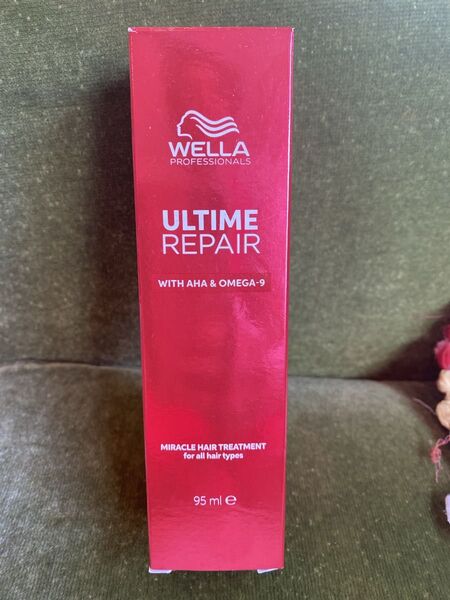 WELLA
PROFESSIONALS
ULTIME
REPAIR
WITH AHA & OMEGA-9
MIRACLE HAIR TREATMENT
for all hair types
95 ml ℮